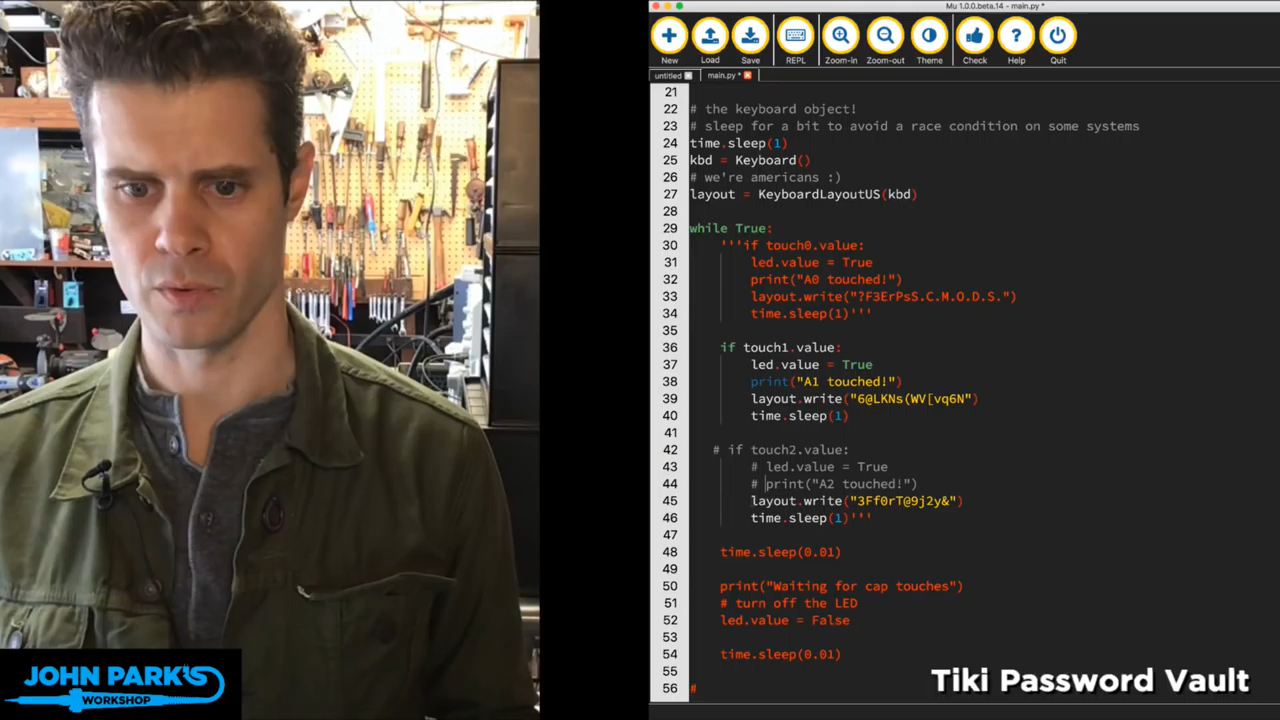 Mu 1.0.0.beta.14 - main.py *
New Load Save REPL Zoom-in Zoom-out Theme Check Help Quit
untitled main.py *
21
22 # the keyboard object!
23 # sleep for a bit to avoid a race condition on some systems
24 time.sleep(1)
25 kbd = Keyboard()
26 # we're americans :)
27 layout = KeyboardLayoutUS(kbd)
28
29 while True:
30 '''if touch0.value:
31 led.value = True
32 print("A0 touched!")
33 layout.write("?F3ErPsS.C.M.O.D.S.")
34 time.sleep(1)'''
35
36 if touch1.value:
37 led.value = True
38 print("A1 touched!")
39 layout.write("6@LKNs(WV[vq6N")
40 time.sleep(1)
41
42 # if touch2.value:
43 # led.value = True
44 # print("A2 touched!")
45 layout.write("3Ff0rT@9j2y&")
46 time.sleep(1)'''
47
48 time.sleep(0.01)
49
50 print("Waiting for cap touches")
51 # turn off the LED
52 led.value = False
53
54 time.sleep(0.01)
55
56 #
JOHN PARK'S
WORKSHOP
Tiki Password Vault